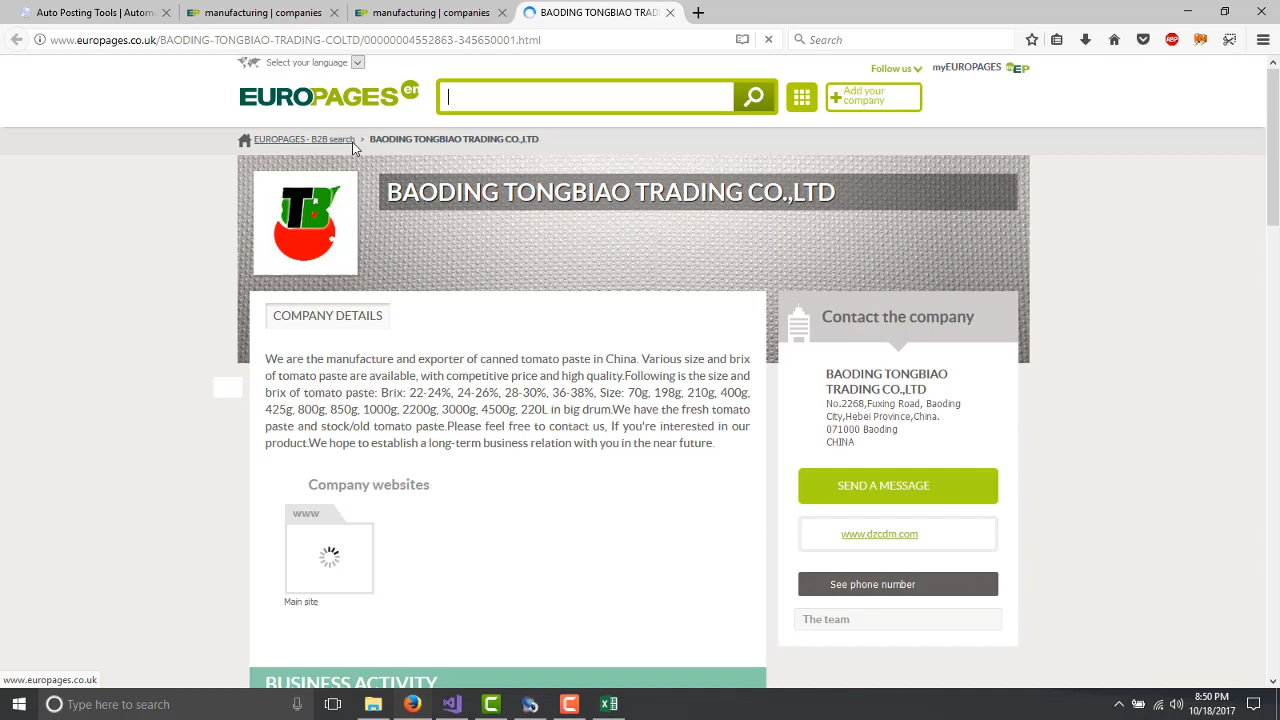 Auto Posting Tools | Autom
EP manufacturing | companies
EP manufacturing | companies
BAODING TONGBIAO TRAD
www.europages.co.uk/BAODING-TONGBIAO-TRADING-COLTD/00000004552863-345650001.html
Search
ABP
Select your language
Follow us
myEUROPAGES
EP
EUROPAGES en
Add your company
EUROPAGES - B2B search > BAODING TONGBIAO TRADING CO.,LTD
TB
BAODING TONGBIAO TRADING CO.,LTD
COMPANY DETAILS
We are the manufacture and exporter of canned tomato paste in China. Various size and brix
of tomato paste are available, with competitive price and high quality.Following is the size and
brix of tomato paste: Brix: 22-24%, 24-26%, 28-30%, 36-38%, Size: 70g, 198g, 210g, 400g,
425g, 800g, 850g, 1000g, 2200g, 3000g, 4500g, 220L in big drum.We have the fresh tomato
paste and stock/old tomato paste.Please feel free to contact us, If you're interested in our
product.We hope to establish a long-term business relation with you in the near future.
Company websites
www
Main site
BUSINESS ACTIVITY
Contact the company
BAODING TONGBIAO
TRADING CO.,LTD
No.2268,Fuxing Road, Baoding
City,Hebei Province,China.
071000 Baoding
CHINA
SEND A MESSAGE
www.dzcdm.com
See phone number
The team
www.europages.co.uk
Type here to search
8:50 PM
10/18/2017